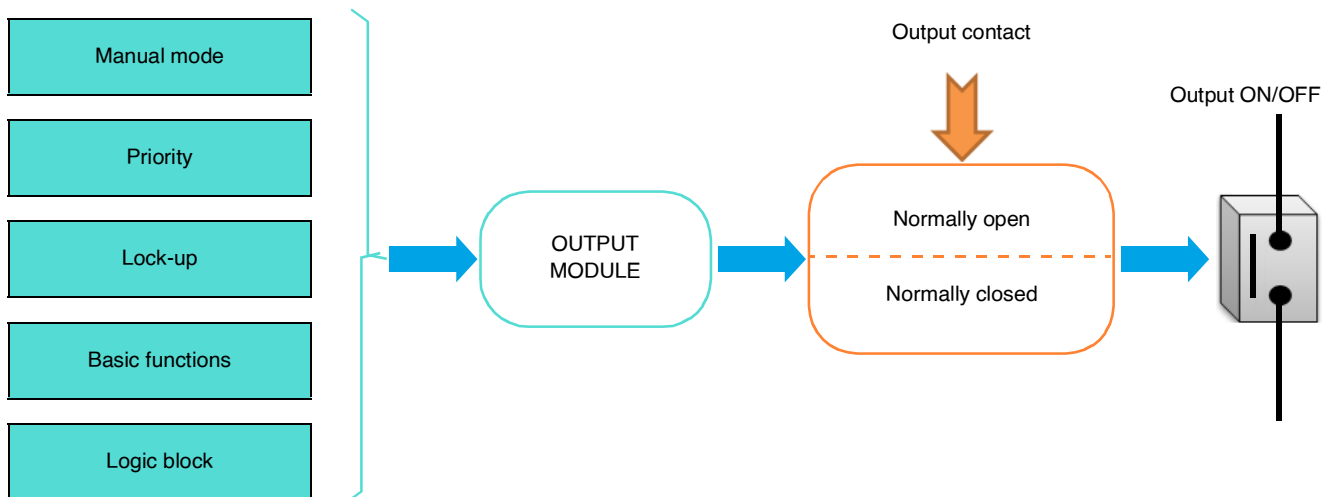 Manual mode
Priority
Lock-up
Basic functions
Logic block
OUTPUT
MODULE
Output contact
Normally open
Normally closed
Output ON/OFF